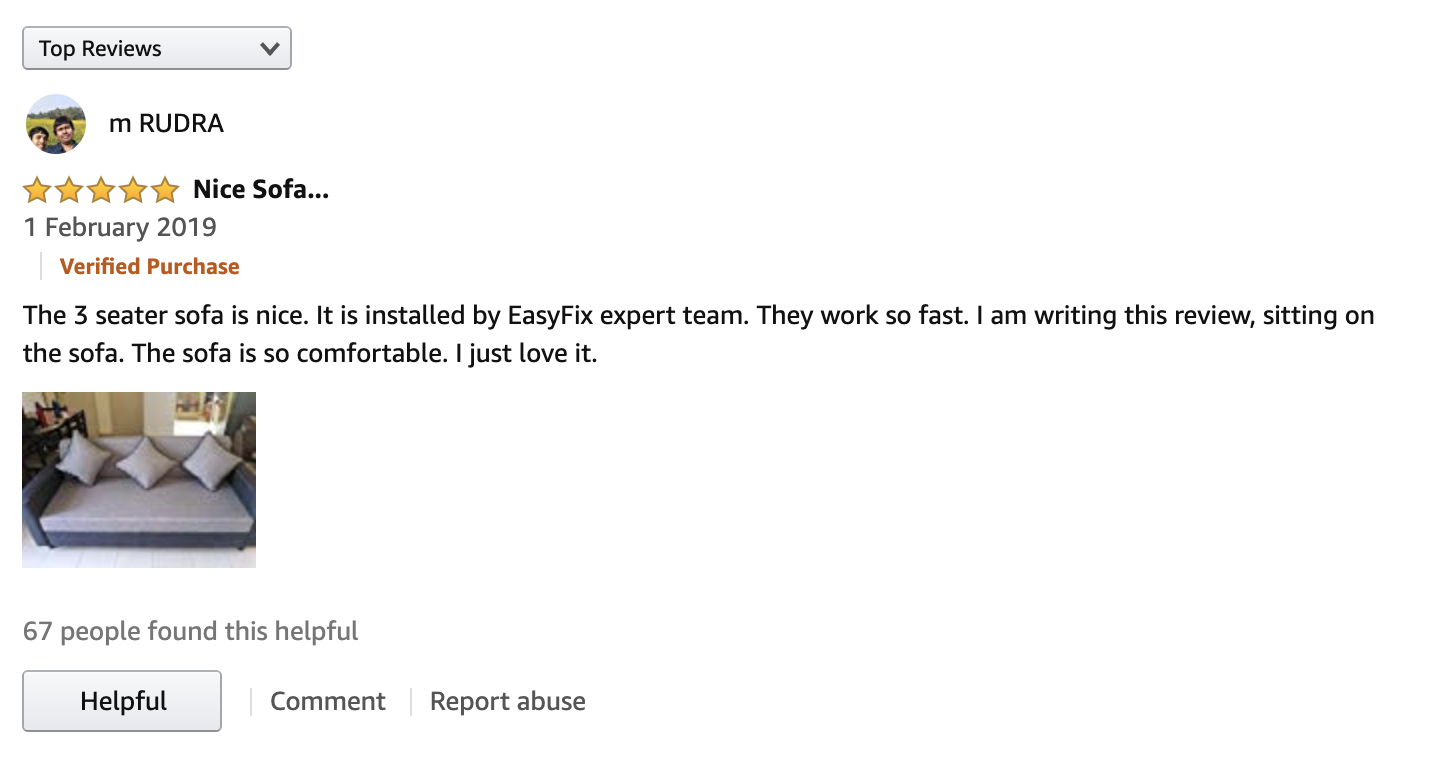 Top Reviews
m RUDRA
Nice Sofa...
1 February 2019
Verified Purchase
The 3 seater sofa is nice. It is installed by EasyFix expert team. They work so fast. I am writing this review, sitting on
the sofa. The sofa is so comfortable. I just love it.
67 people found this helpful
Helpful
Comment
Report abuse